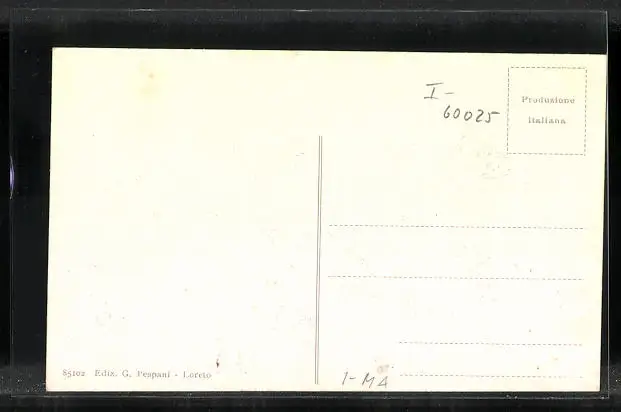 I-
60025
Produzione
italiana
85102 Ediz. G. Pespani - Loreto
I-MA